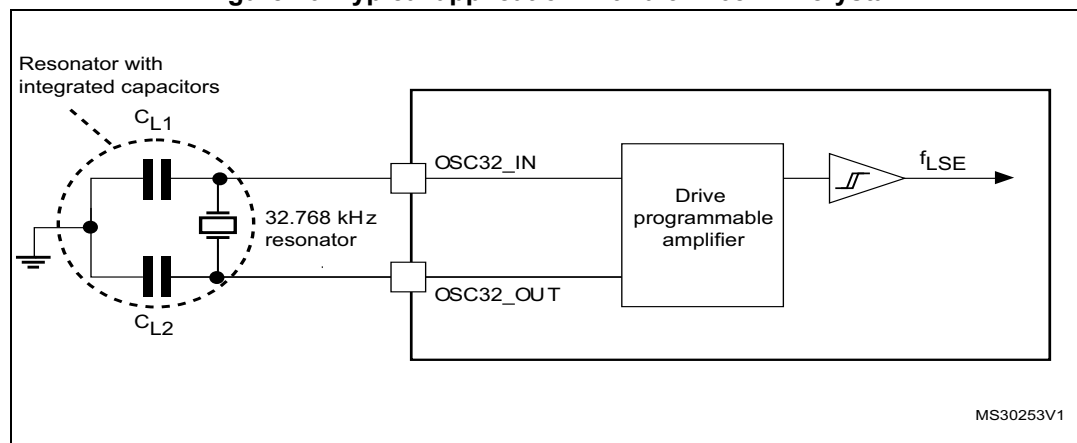 Resonator with
integrated capacitors
CL1
OSC32_IN
fLSE
Drive
programmable
amplifier
32.768 kHz
resonator
OSC32_OUT
CL2
MS30253V1